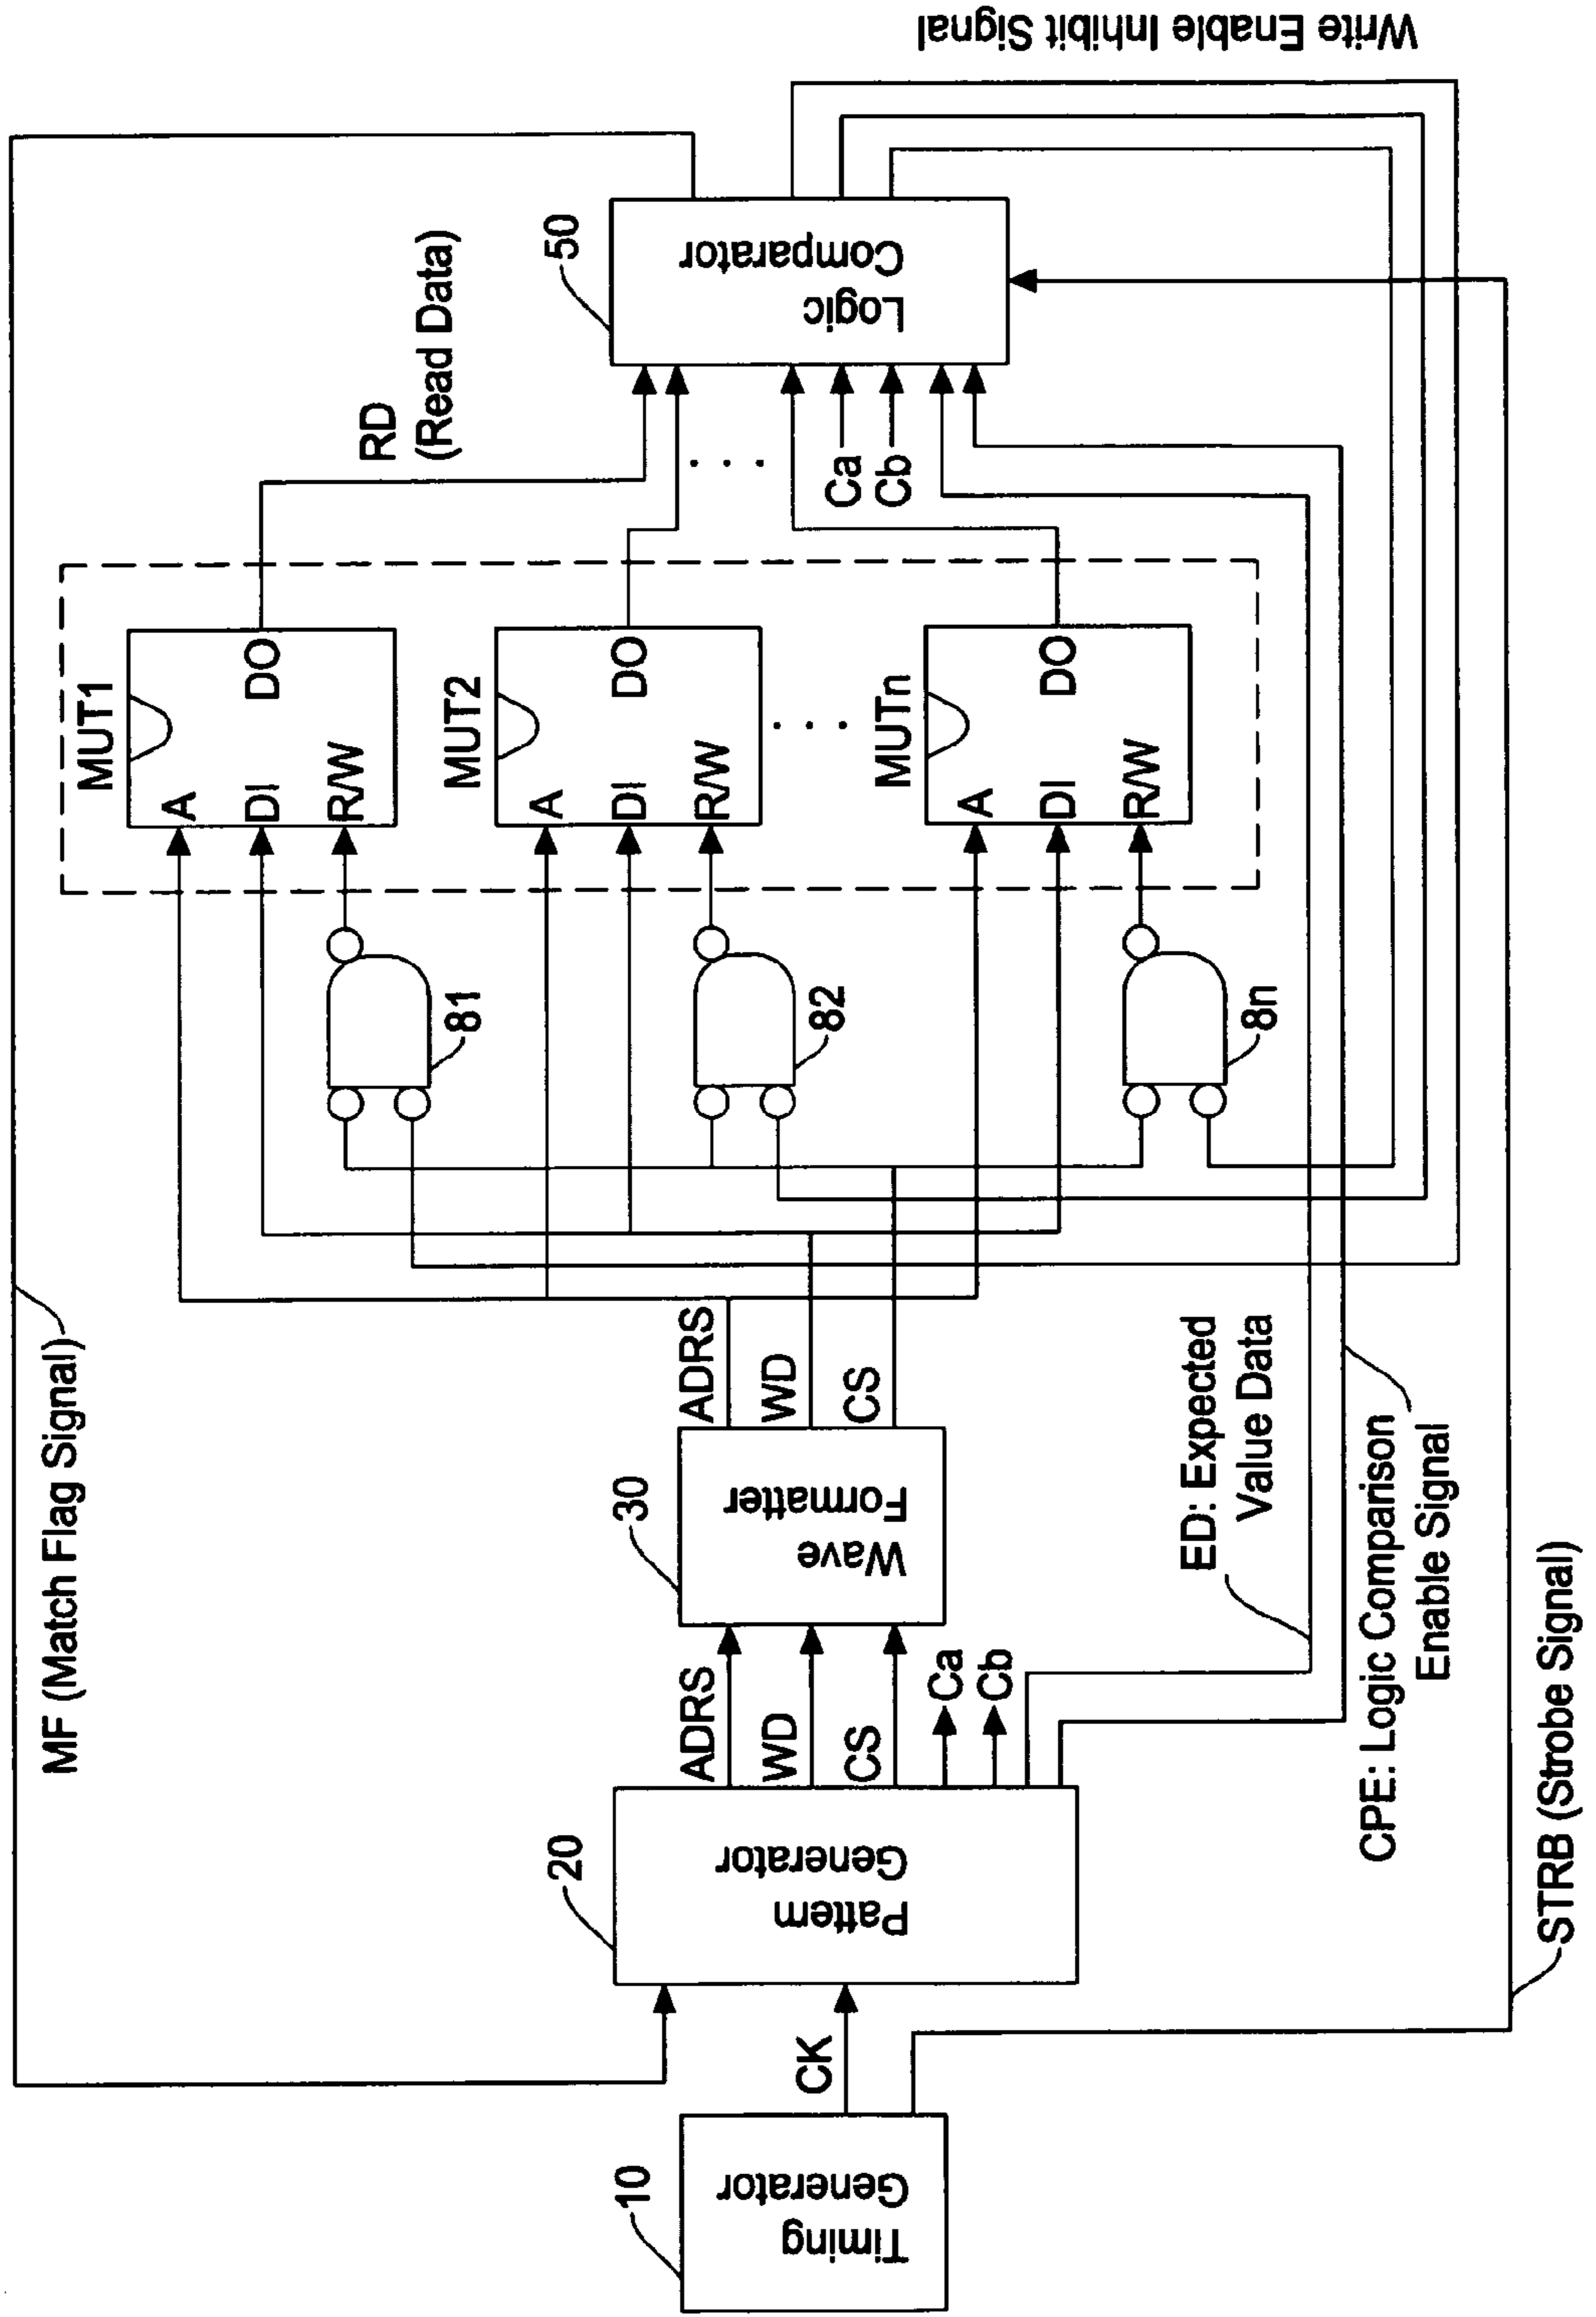 MF (Match Flag Signal)
10
Timing
Generator
CK
20
Pattern
Generator
ADRS
WD
CS
Ca
Cb
30
Wave
Formatter
ADRS
WD
CS
81
82
8n
MUT1
A
DI
R/W
DO
MUT2
A
DI
R/W
DO
. . .
MUTn
A
DI
R/W
DO
RD
(Read Data)
. . .
Ca
Cb
50
Logic
Comparator
ED: Expected
Value Data
CPE: Logic Comparison
Enable Signal
STRB (Strobe Signal)
Write Enable Inhibit Signal